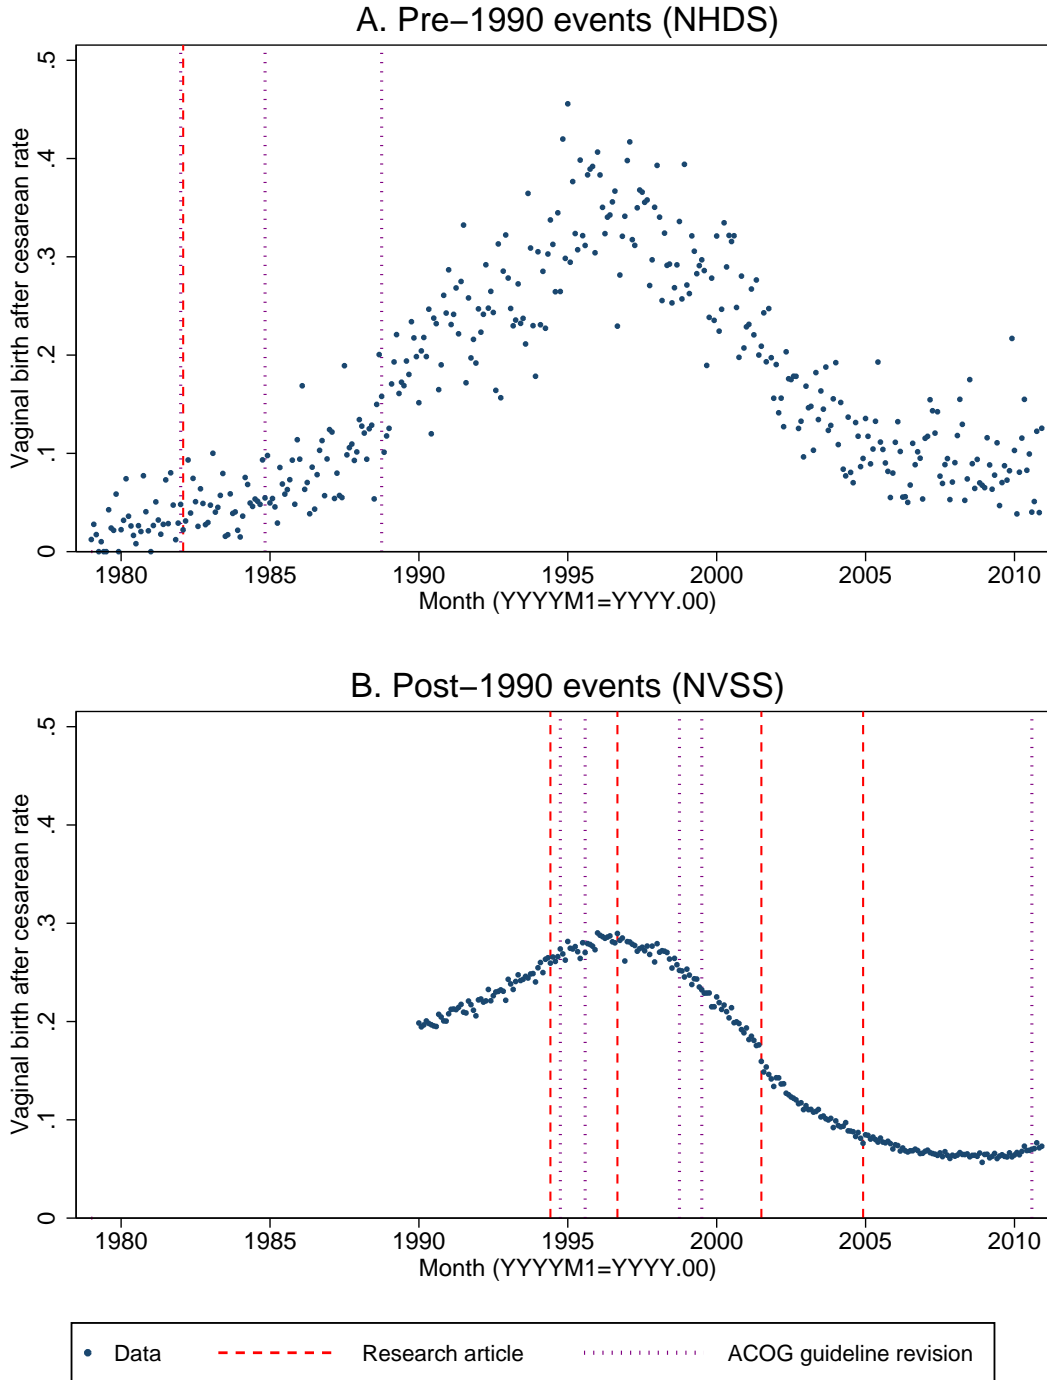 A. Pre−1990 events (NHDS)
Vaginal birth after cesarean rate
.5
.4
.3
.2
.1
0
1980 1985 1990 1995 2000 2005 2010
Month (YYYYM1=YYYY.00)
B. Post−1990 events (NVSS)
Vaginal birth after cesarean rate
.5
.4
.3
.2
.1
0
1980 1985 1990 1995 2000 2005 2010
Month (YYYYM1=YYYY.00)
Data Research article ACOG guideline revision